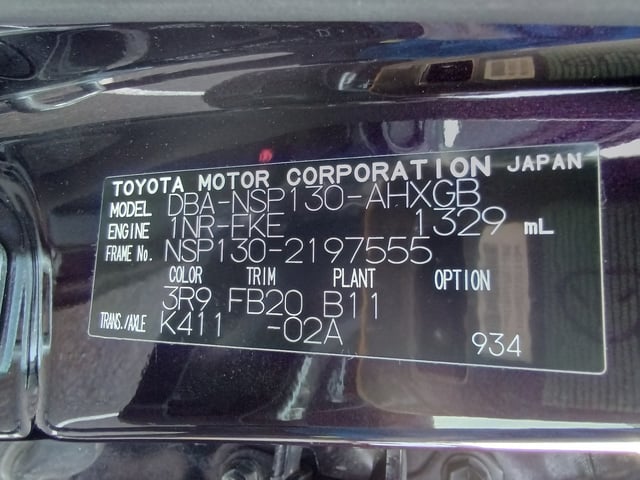 TOYOTA MOTOR CORPORATION JAPAN
MODEL DBA-NSP130-AHXGB
ENGINE 1NR-FKE 1329 mL
FRAME No. NSP130-2197555
COLOR TRIM PLANT OPTION
3R9 FB20 B11
TRANS./AXLE K411 -02A
934